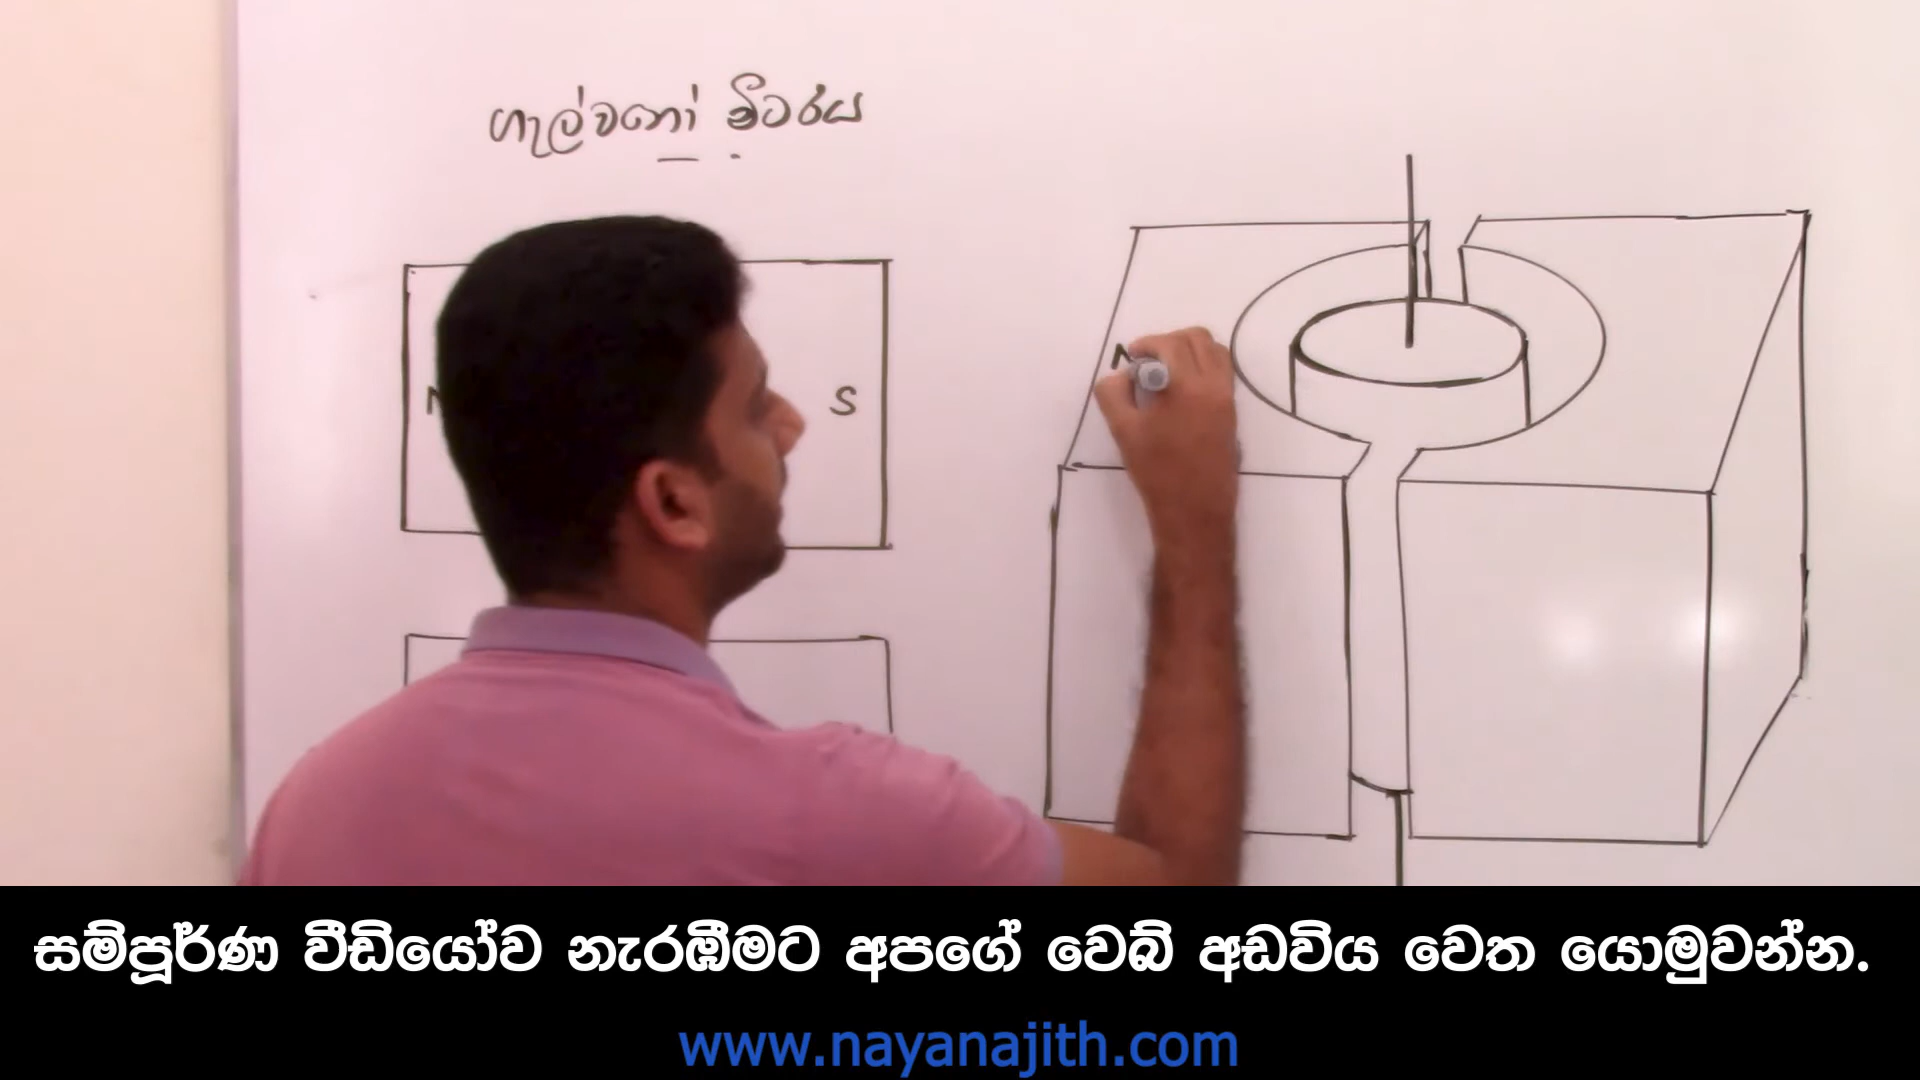 ගැල්වනෝ මීටරය
N S
N
සම්පූර්ණ වීඩියෝව නැරඹීමට අපගේ වෙබ් අඩවිය වෙත යොමුවන්න.
www.nayanajith.com